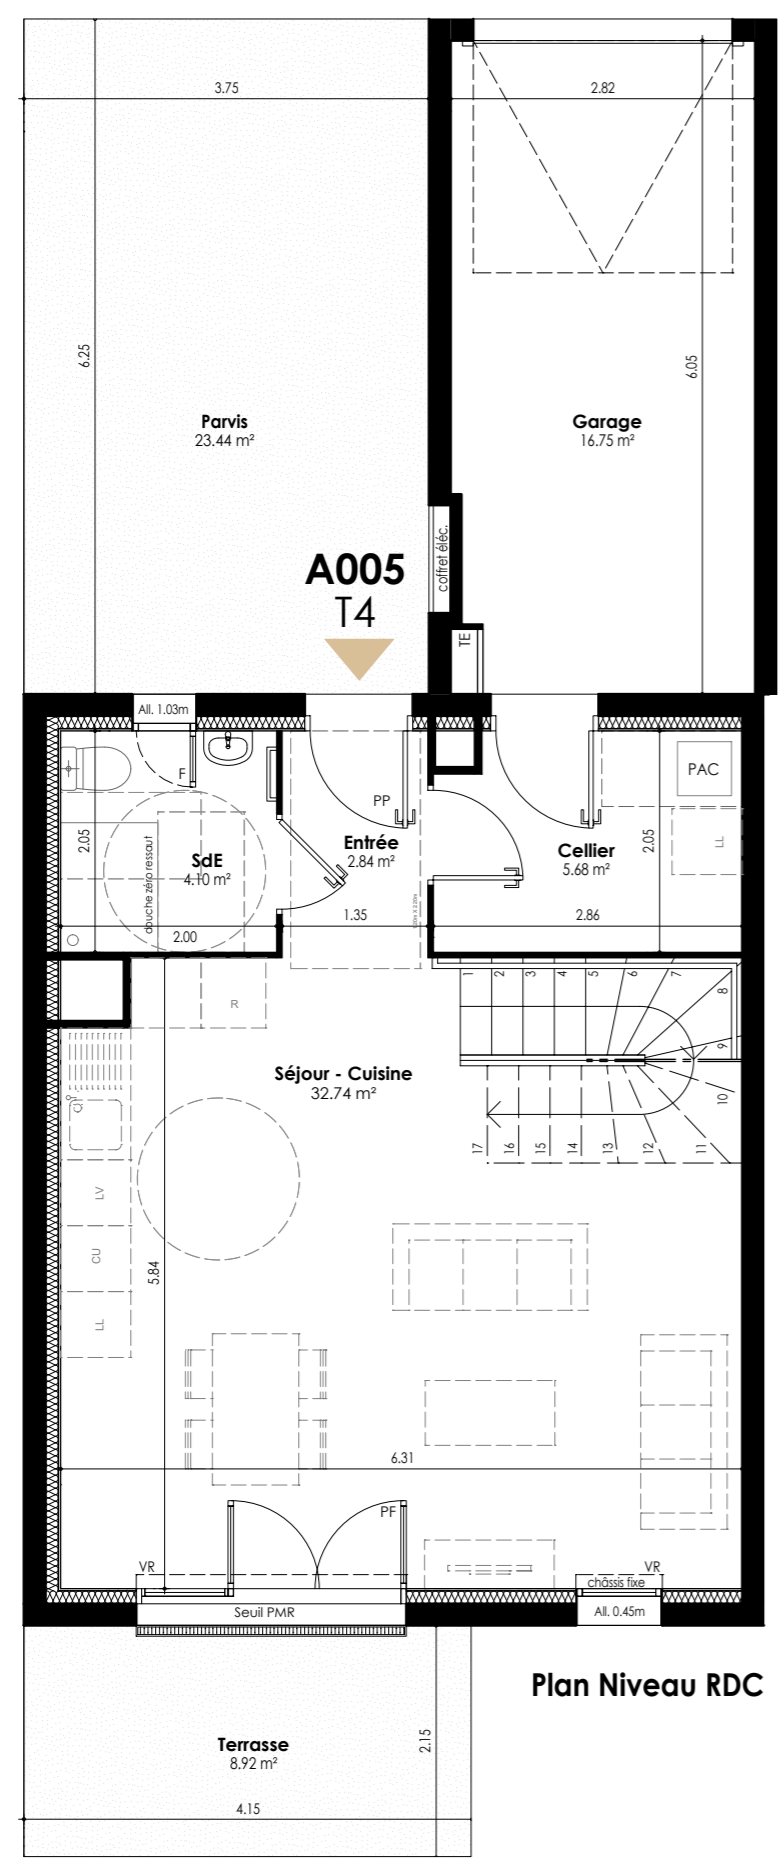 3.75
2.82
6.25
6.05
Parvis
23.44 m²
Garage
16.75 m²
A005
T4
coffret éléc.
TE
All. 1.03m
F
PP
PAC
LL
2.05
douche zéro ressaut
SdE
4.10 m²
Entrée
2.84 m²
Cellier
5.68 m²
2.05
2.00
1.35
2.86
R
1
2
3
4
5
6
7
8
9
10
11
12
13
14
15
16
17
Séjour - Cuisine
32.74 m²
LV
CU
LL
5.84
6.31
PF
VR
VR
châssis fixe
Seuil PMR
All. 0.45m
Plan Niveau RDC
Terrasse
8.92 m²
2.15
4.15